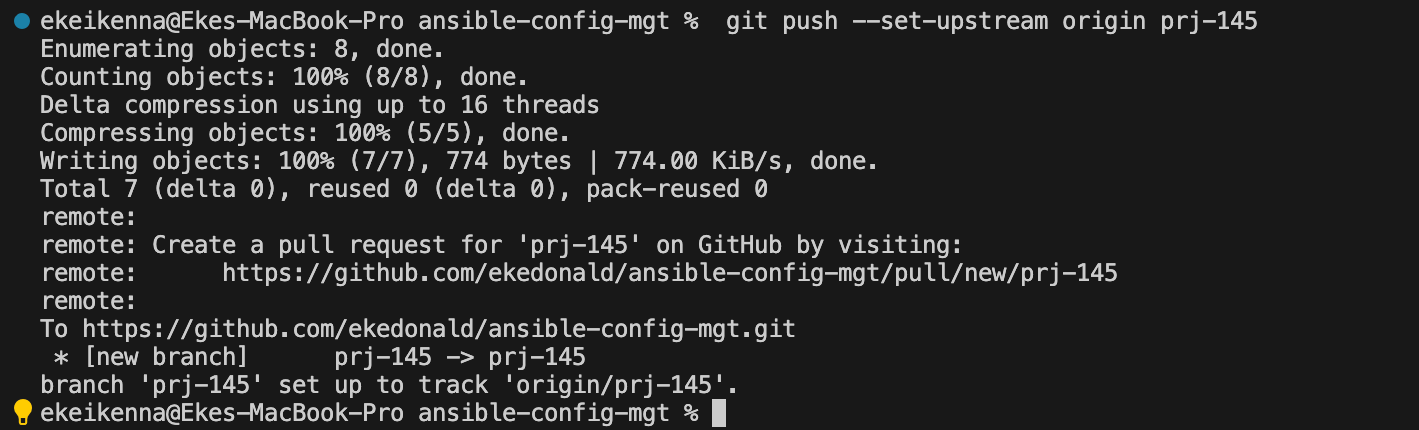 ekeikenna@Ekes-MacBook-Pro ansible-config-mgt %  git push --set-upstream origin  prj-145
Enumerating objects: 8, done.
Counting objects: 100% (8/8), done.
Delta compression using up to 16 threads
Compressing objects: 100% (5/5), done.
Writing objects: 100% (7/7), 774 bytes | 774.00 KiB/s, done.
Total 7 (delta 0), reused 0 (delta 0), pack-reused 0
remote:
remote: Create a pull request for 'prj-145' on GitHub by visiting:
remote:      https://github.com/ekedonald/ansible-config-mgt/pull/new/prj-145
remote:
To https://github.com/ekedonald/ansible-config-mgt.git
 * [new branch]      prj-145 -> prj-145
branch 'prj-145' set up to track 'origin/prj-145'.
ekeikenna@Ekes-MacBook-Pro ansible-config-mgt %